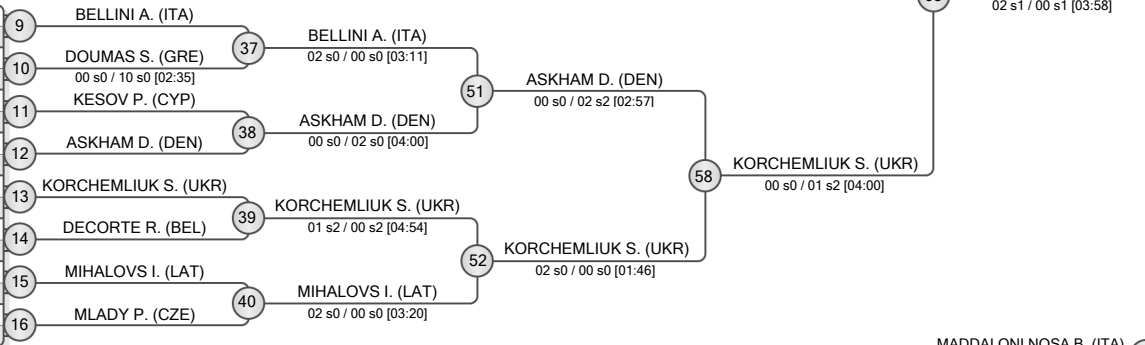 02 s1 / 00 s1 [03:58]
9
BELLINI A. (ITA)
37
BELLINI A. (ITA)
02 s0 / 00 s0 [03:11]
10
DOUMAS S. (GRE)
00 s0 / 10 s0 [02:35]
51
ASKHAM D. (DEN)
00 s0 / 02 s2 [02:57]
11
KESOV P. (CYP)
38
ASKHAM D. (DEN)
00 s0 / 02 s0 [04:00]
12
ASKHAM D. (DEN)
58
KORCHEMLIUK S. (UKR)
00 s0 / 01 s2 [04:00]
13
KORCHEMLIUK S. (UKR)
39
KORCHEMLIUK S. (UKR)
01 s2 / 00 s2 [04:54]
14
DECORTE R. (BEL)
52
KORCHEMLIUK S. (UKR)
02 s0 / 00 s0 [01:46]
15
MIHALOVS I. (LAT)
40
MIHALOVS I. (LAT)
02 s0 / 00 s0 [03:20]
16
MLADY P. (CZE)
MADDALONI NOSA B. (ITA)